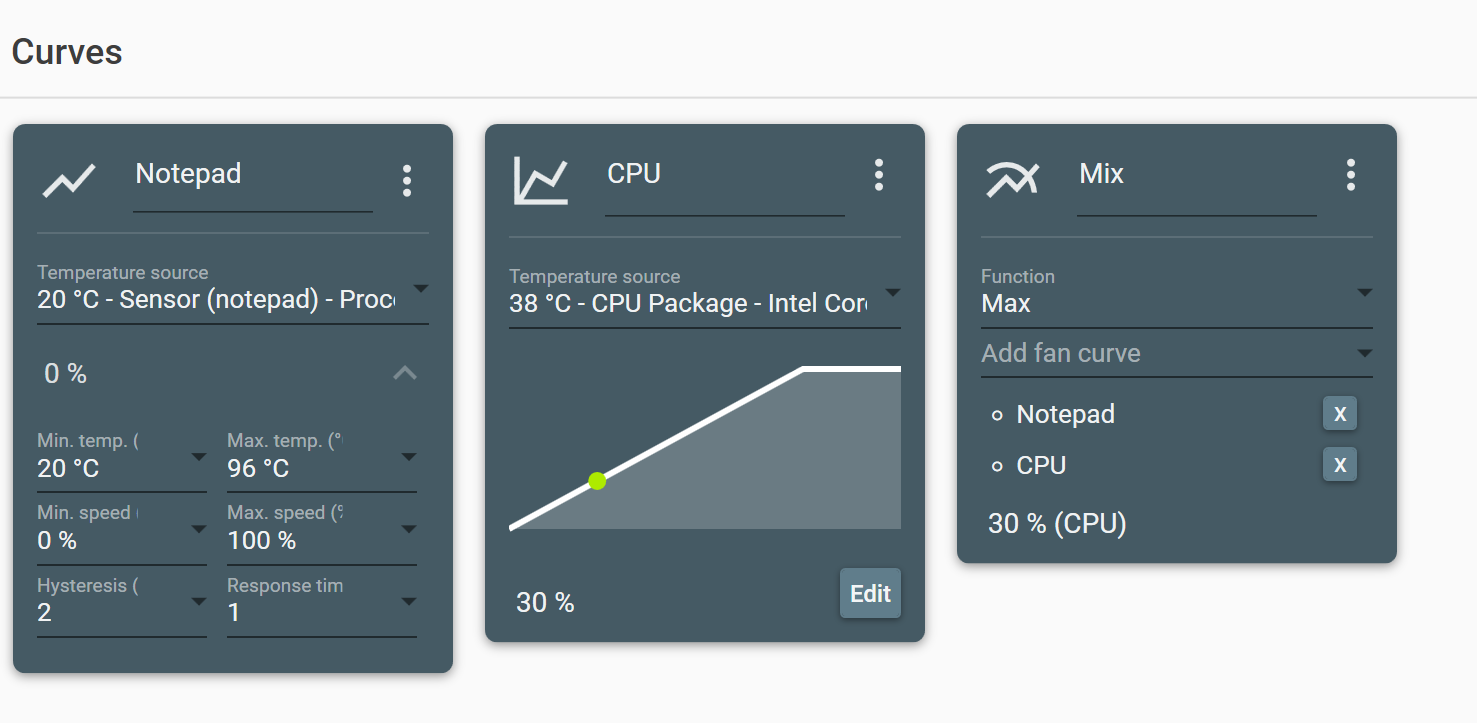 Curves
Notepad
Temperature source
20 °C - Sensor (notepad) - Proc
0 %
Min. temp. (
Max. temp. (°
20 °C
96 °C
Min. speed
Max. speed (%
0 %
100 %
Hysteresis (
Response tim
2
1
CPU
Temperature source
38 °C - CPU Package - Intel Cor
30 %
Edit
Mix
Function
Max
Add fan curve
Notepad
X
CPU
X
30 % (CPU)